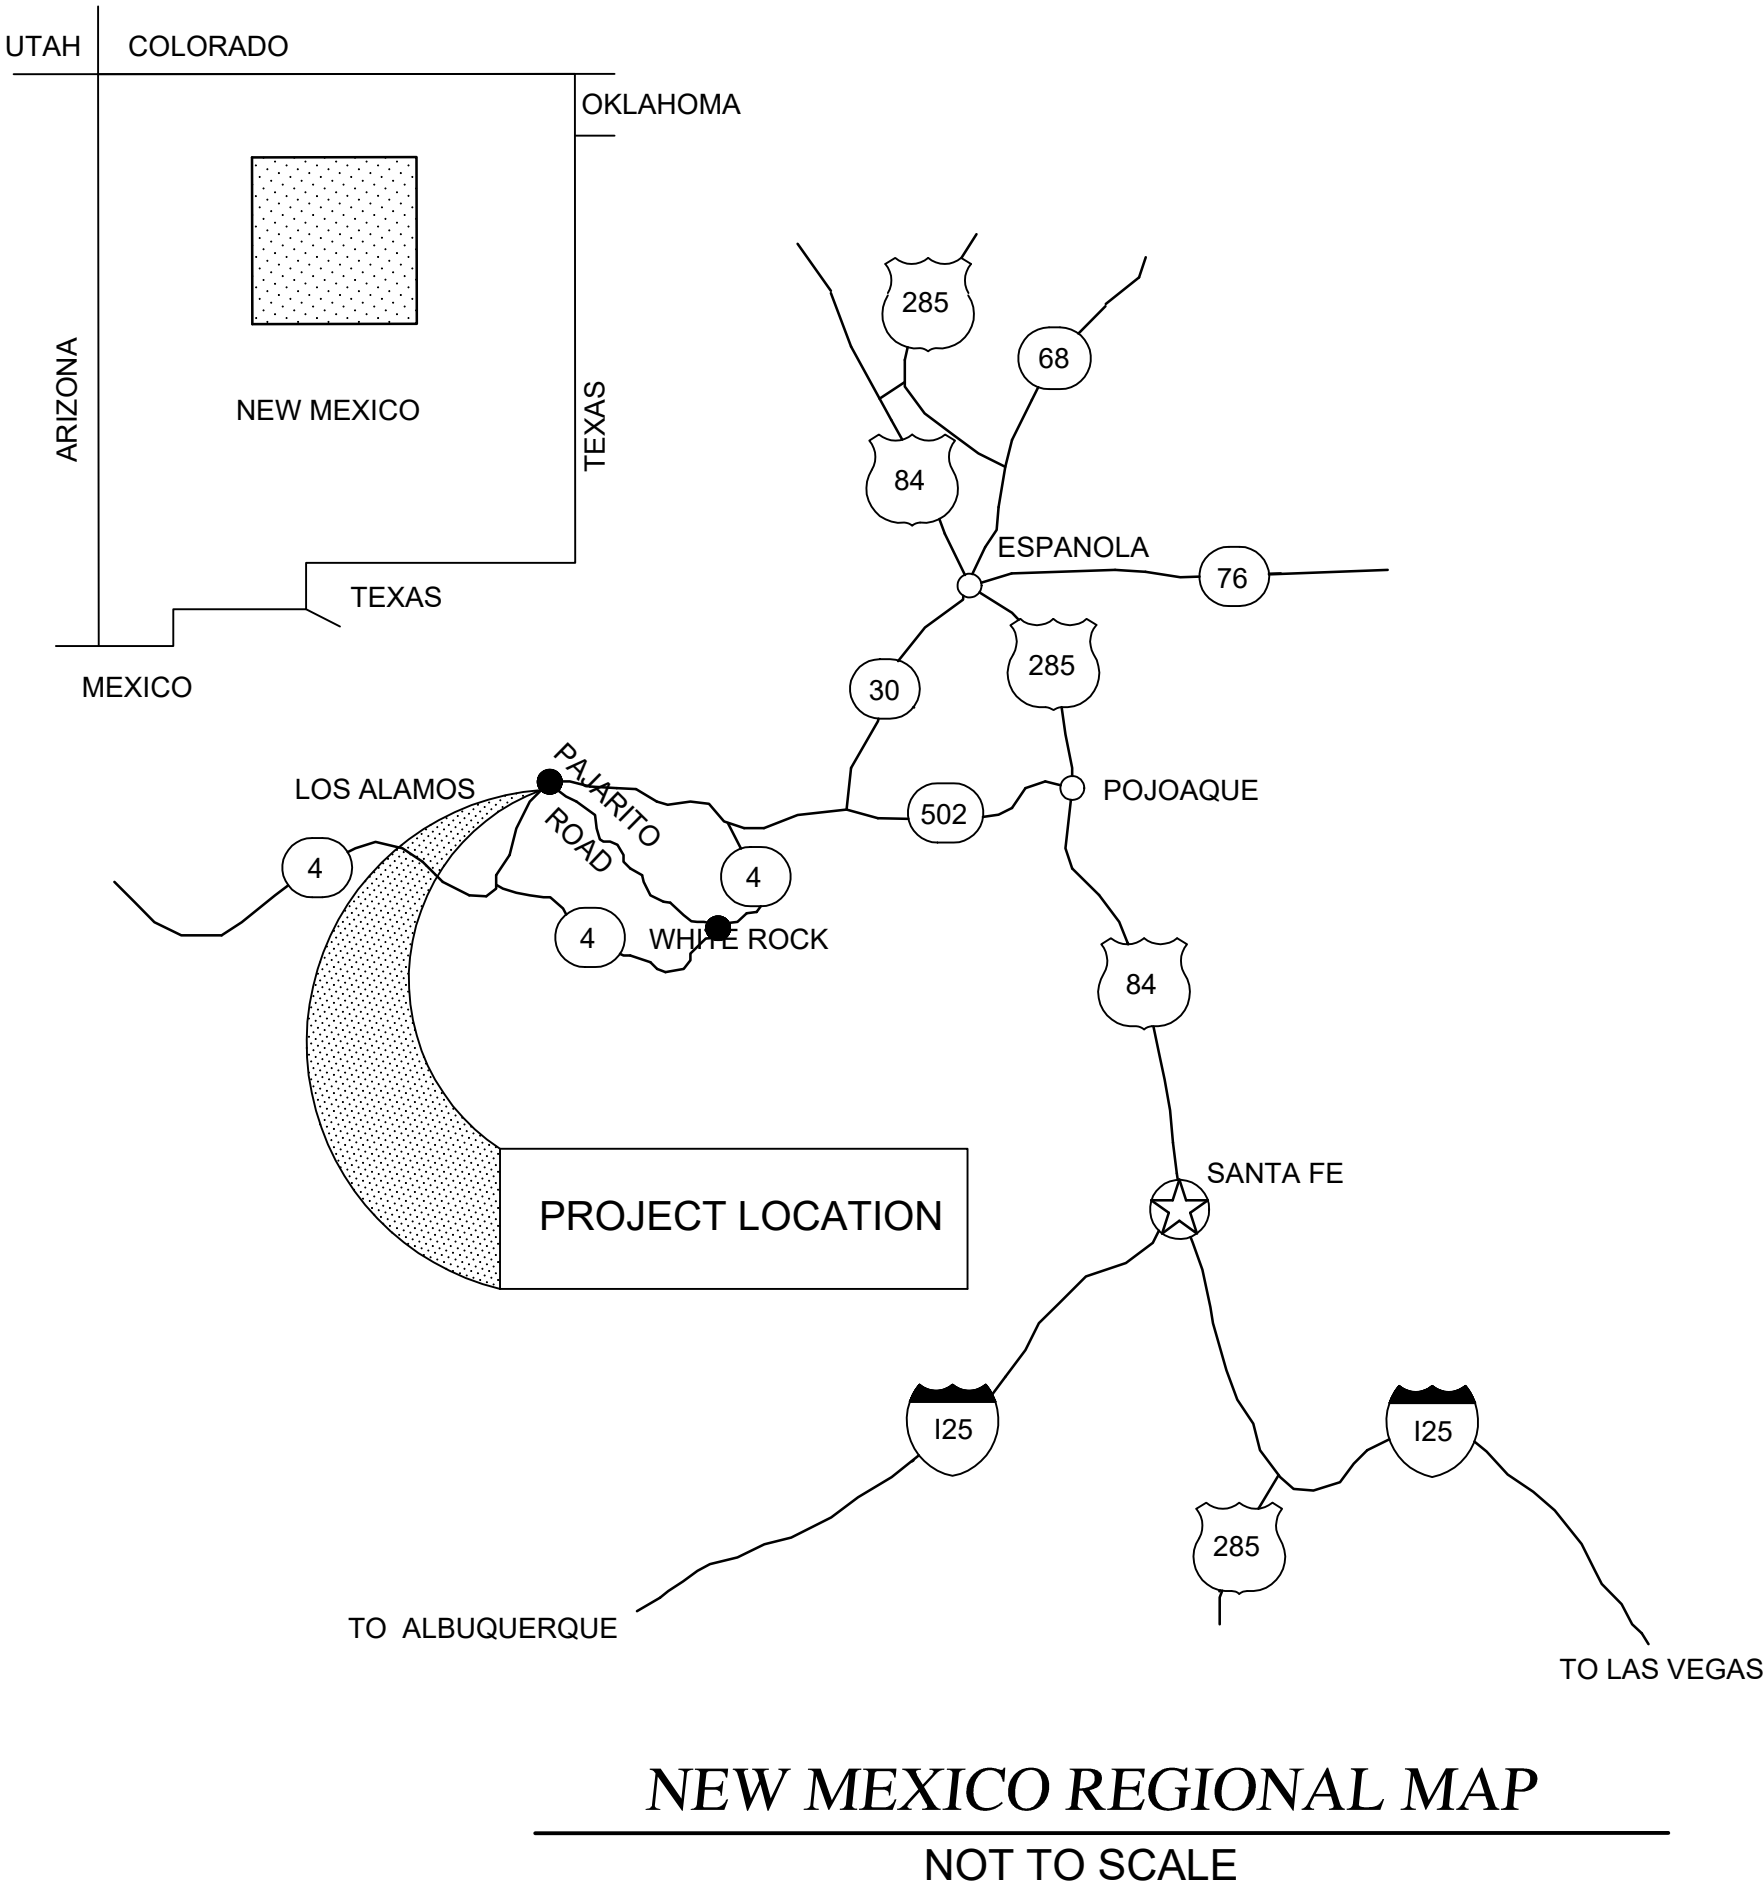 UTAH
COLORADO
OKLAHOMA
ARIZONA
NEW MEXICO
TEXAS
TEXAS
MEXICO
285
68
84
ESPANOLA
76
30
285
LOS ALAMOS
PAJARITO
ROAD
POJOAQUE
502
4
4
4
WHITE ROCK
84
SANTA FE
PROJECT LOCATION
I25
I25
285
TO ALBUQUERQUE
TO LAS VEGAS
NEW MEXICO REGIONAL MAP
NOT TO SCALE